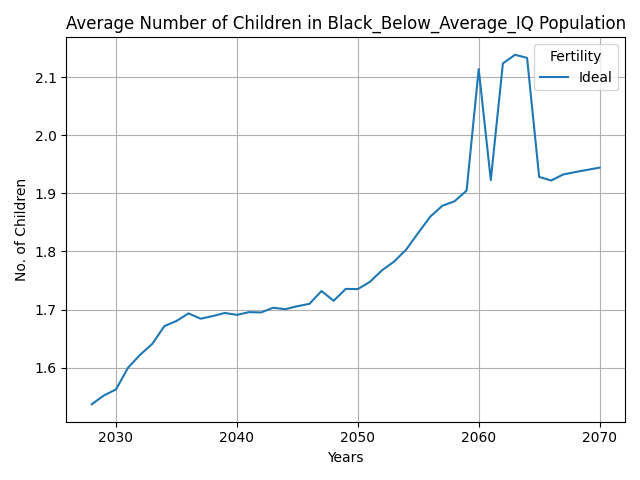 Average Number of Children in Black_Below_Average_IQ Population
Fertility
Ideal
2.1
2.0
1.9
1.8
1.7
1.6
No. of Children
2030 2040 2050 2060 2070
Years